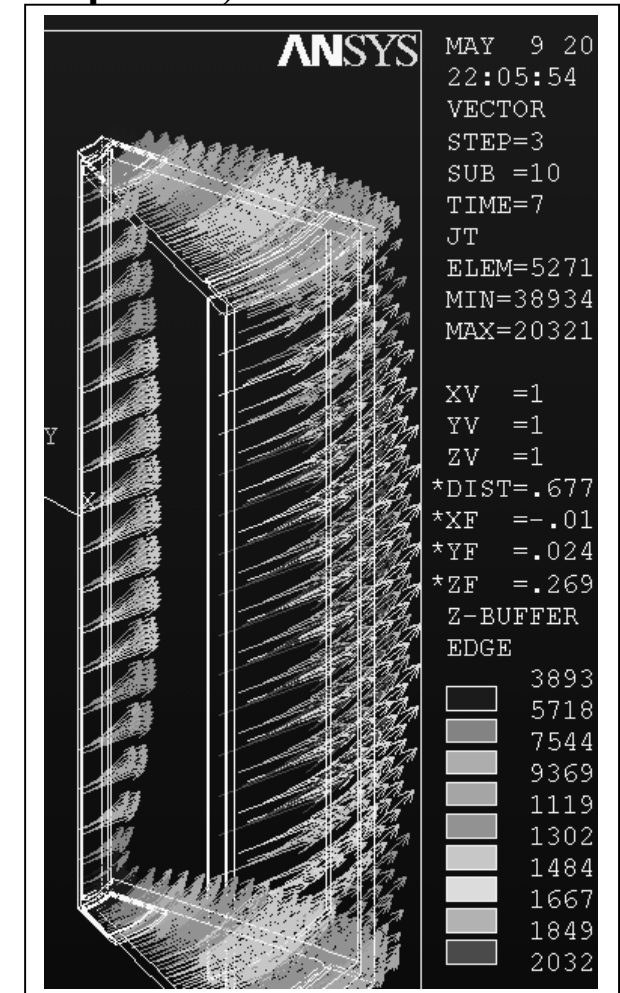 ANSYS
MAY 9 20
22:05:54
VECTOR
STEP=3
SUB =10
TIME=7
JT
ELEM=5271
MIN=38934
MAX=20321
XV =1
YV =1
ZV =1
*DIST=.677
*XF =-.01
*YF =.024
*ZF =.269
Z-BUFFER
EDGE
3893
5718
7544
9369
1119
1302
1484
1667
1849
2032
Y
X